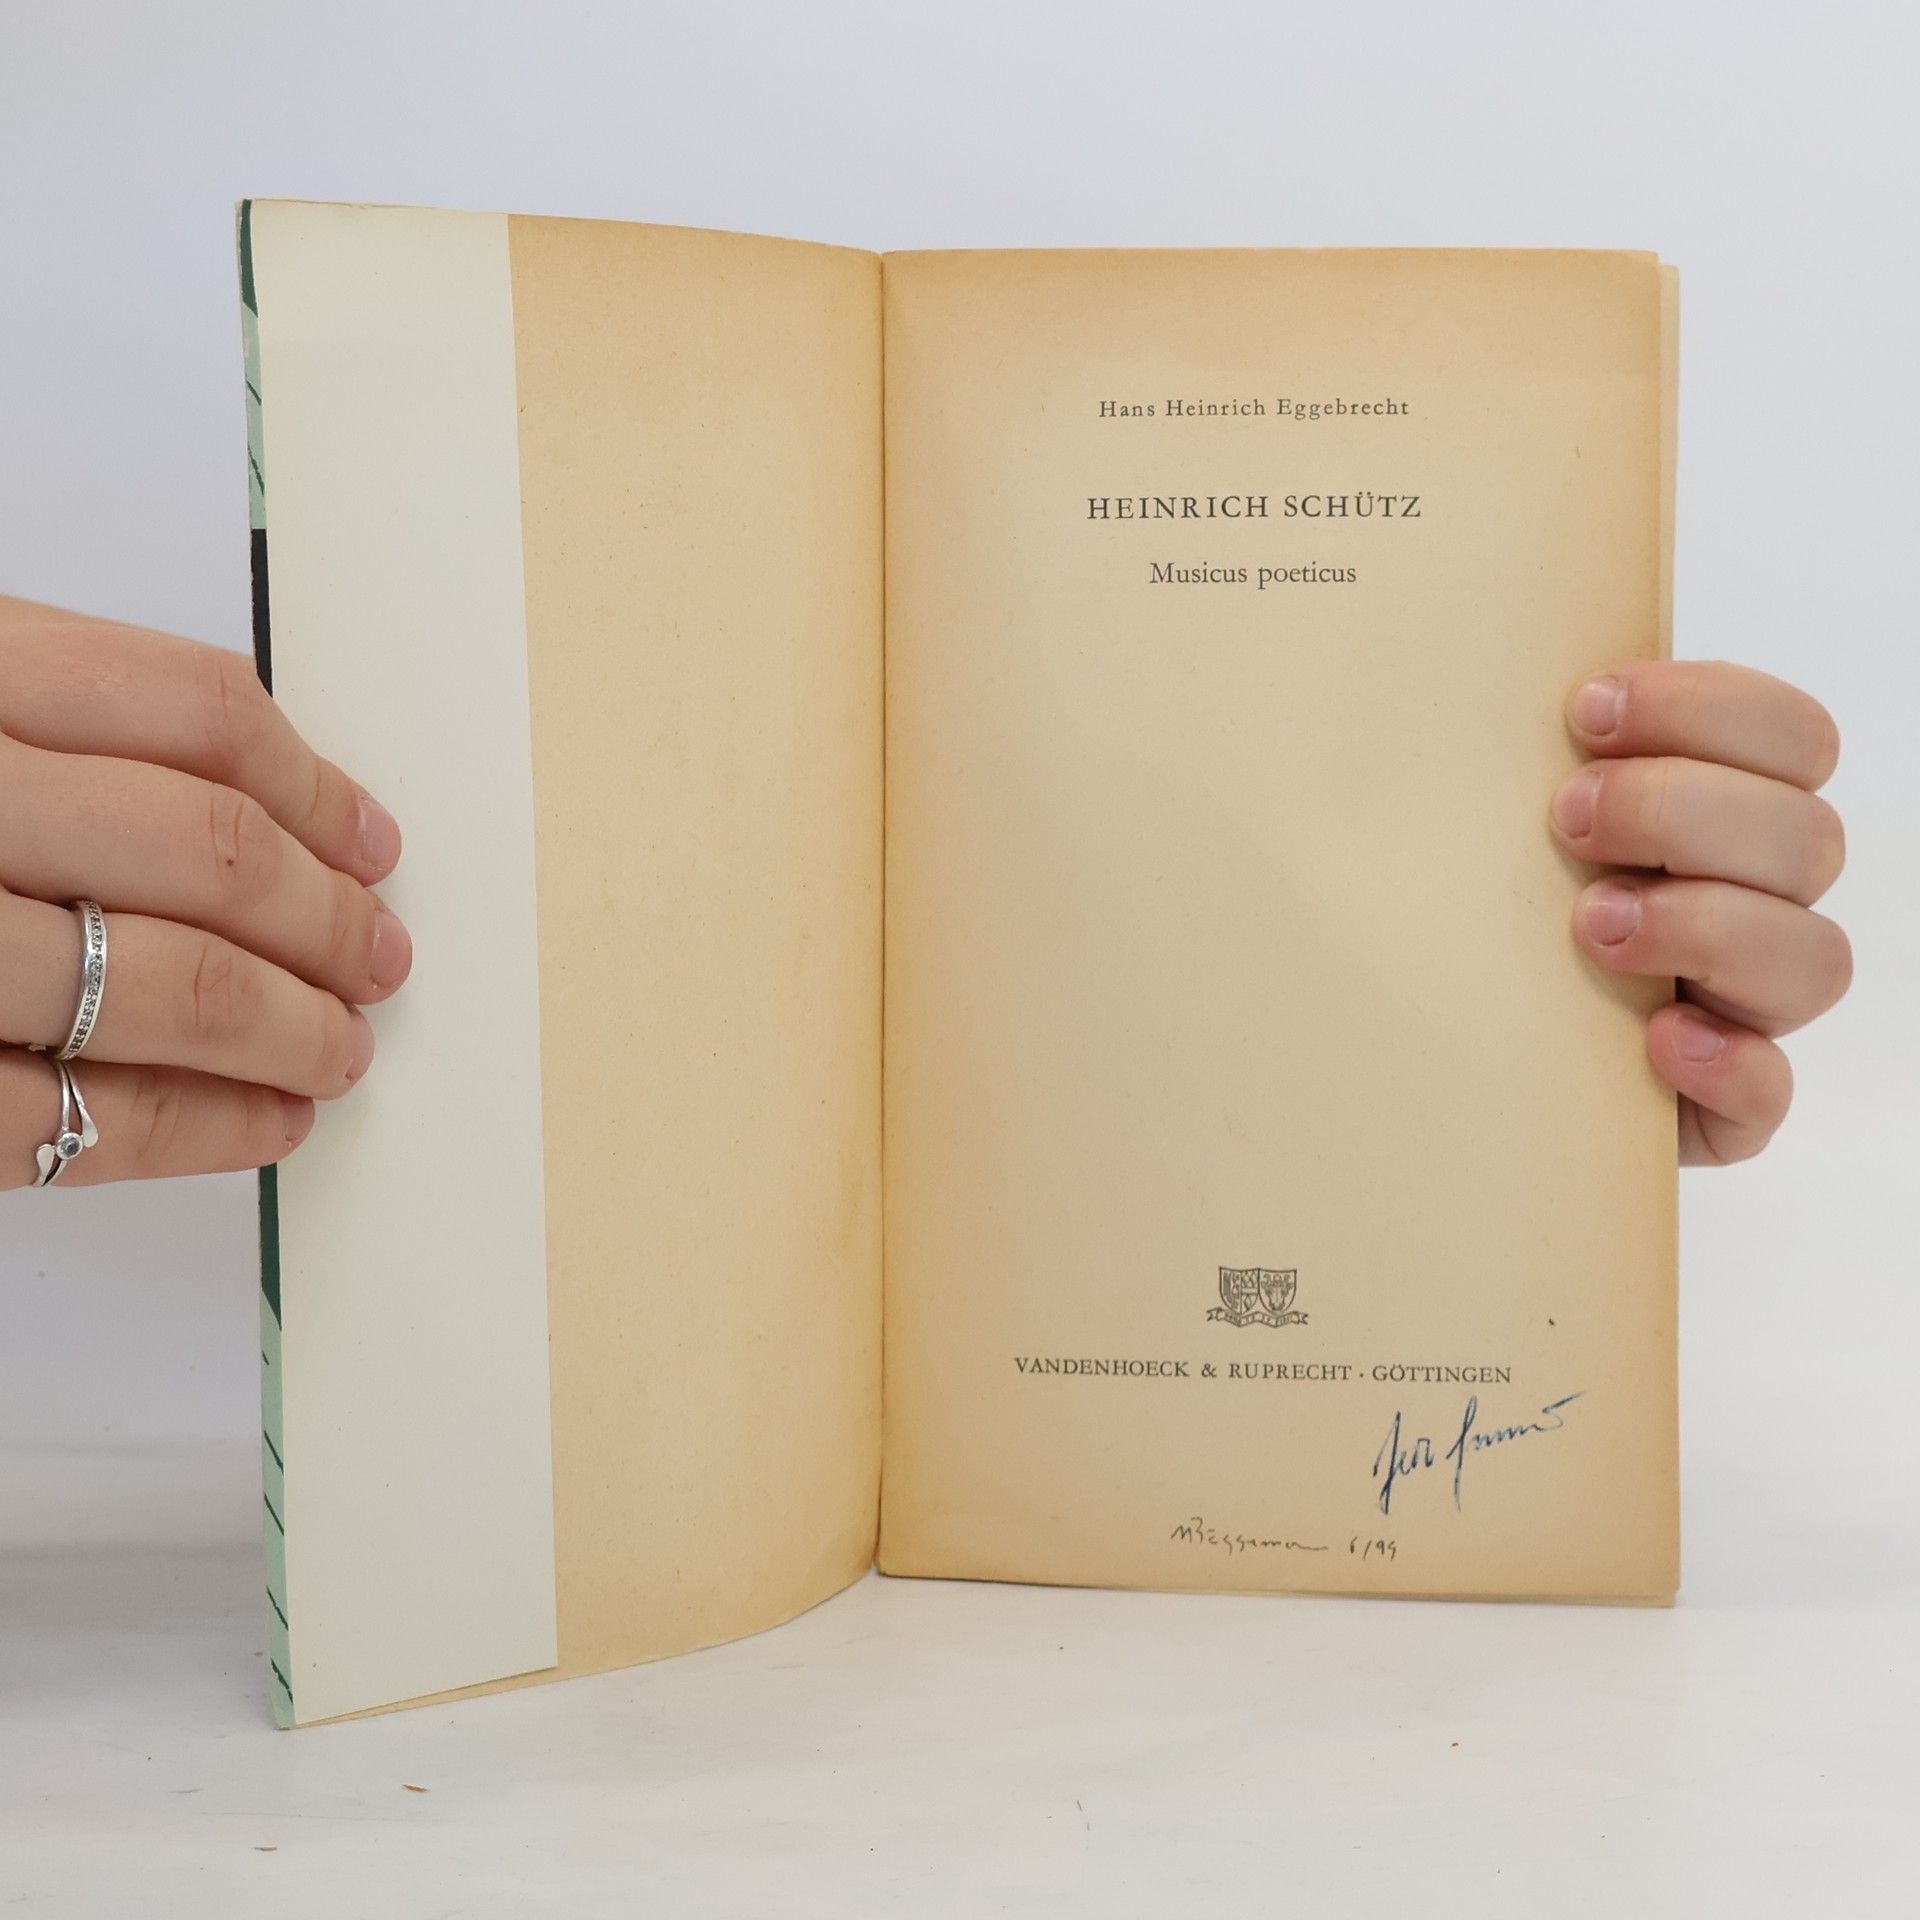 Hans Heinrich Eggebrecht
HEINRICH SCHÜTZ
Musicus poeticus
VANDENHOECK & RUPRECHT · GÖTTINGEN